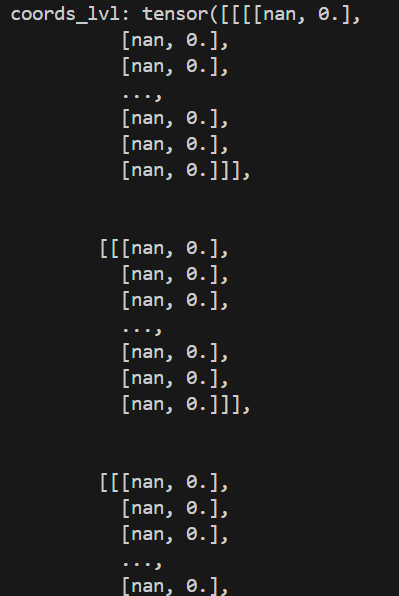 coords_lvl: tensor([[[[nan, 0.],
[nan, 0.],
[nan, 0.],
...,
[nan, 0.],
[nan, 0.],
[nan, 0.]]],
[[[nan, 0.],
[nan, 0.],
[nan, 0.],
...,
[nan, 0.],
[nan, 0.],
[nan, 0.]]],
[[[nan, 0.],
[nan, 0.],
[nan, 0.],
...,
[nan, 0.],